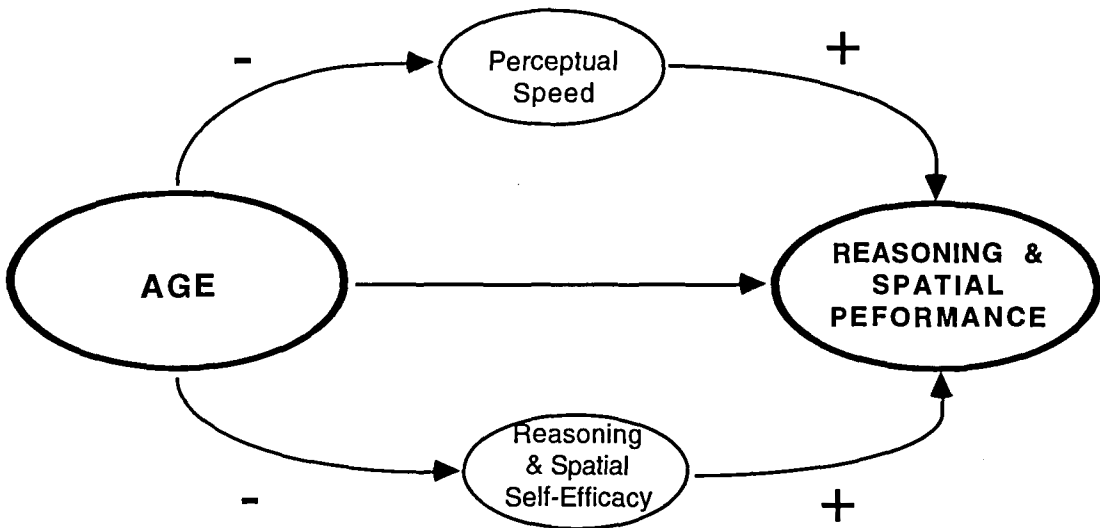 -
+
Perceptual
Speed
AGE
REASONING &
SPATIAL
PEFORMANCE
Reasoning
& Spatial
Self-Efficacy
-
+